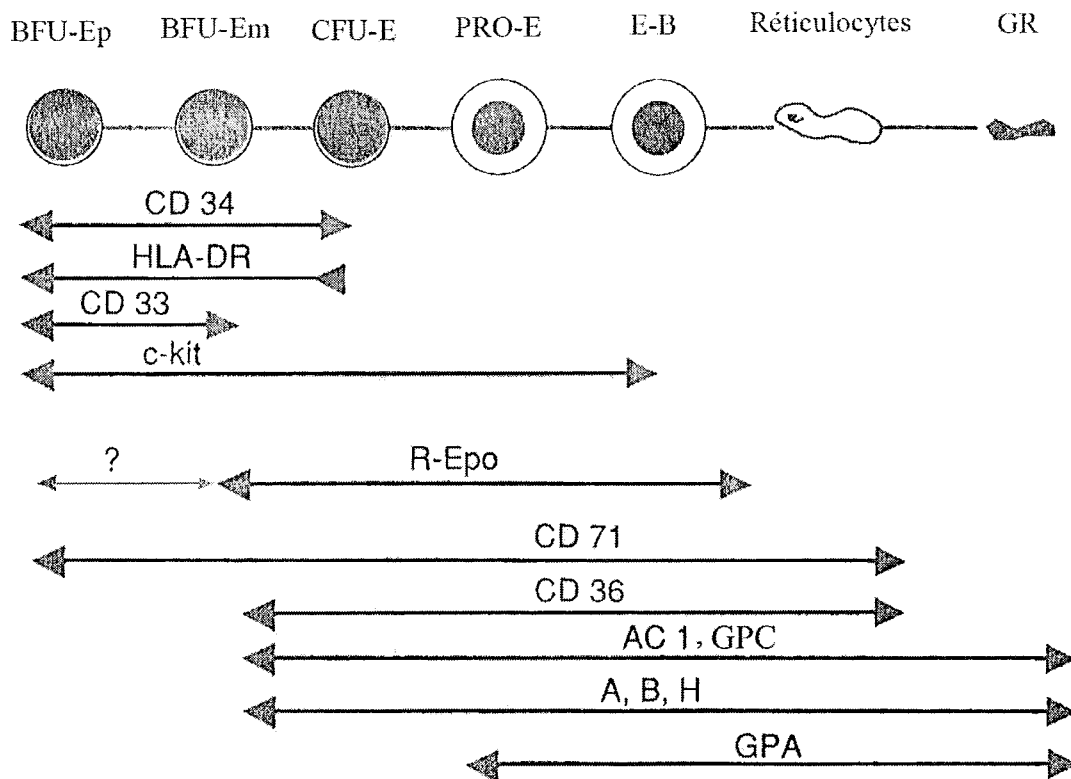 BFU-Ep BFU-Em CFU-E PRO-E E-B Réticulocytes GR
CD 34
HLA-DR
CD 33
c-kit
? R-Epo
CD 71
CD 36
AC 1, GPC
A, B, H
GPA